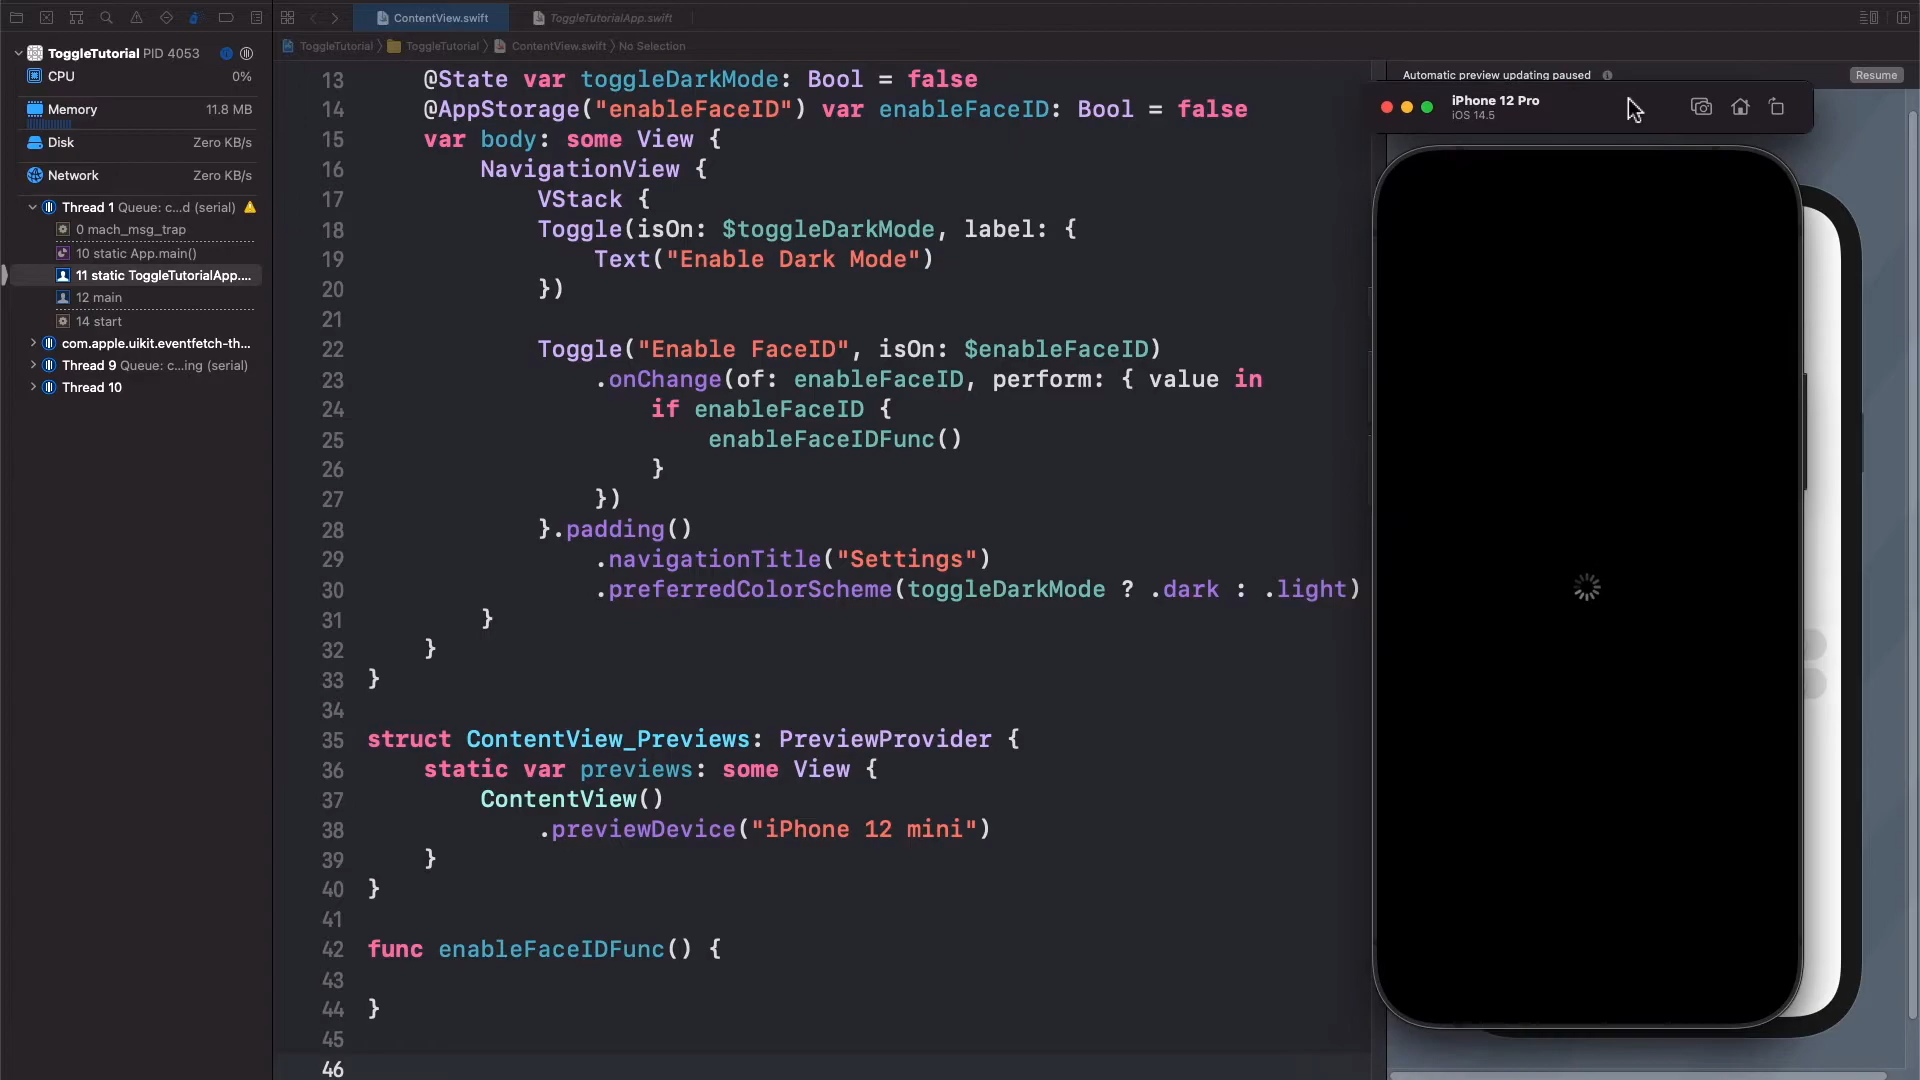 ToggleTutorial PID 4053
CPU 0%
Memory 11.8 MB
Disk Zero KB/s
Network Zero KB/s
Thread 1 Queue: c...d (serial)
0 mach_msg_trap
10 static App.main()
11 static ToggleTutorialApp....
12 main
14 start
com.apple.uikit.eventfetch-th...
Thread 9 Queue: c...ing (serial)
Thread 10
ContentView.swift
ToggleTutorialApp.swift
ToggleTutorial ToggleTutorial ContentView.swift No Selection
13 @State var toggleDarkMode: Bool = false
14 @AppStorage("enableFaceID") var enableFaceID: Bool = false
15 var body: some View {
16 NavigationView {
17 VStack {
18 Toggle(isOn: $toggleDarkMode, label: {
19 Text("Enable Dark Mode")
20 })
21
22 Toggle("Enable FaceID", isOn: $enableFaceID)
23 .onChange(of: enableFaceID, perform: { value in
24 if enableFaceID {
25 enableFaceIDFunc()
26 }
27 })
28 }.padding()
29 .navigationTitle("Settings")
30 .preferredColorScheme(toggleDarkMode ? .dark : .light)
31 }
32 }
33 }
34
35 struct ContentView_Previews: PreviewProvider {
36 static var previews: some View {
37 ContentView()
38 .previewDevice("iPhone 12 mini")
39 }
40 }
41
42 func enableFaceIDFunc() {
43
44 }
45
46
Automatic preview updating paused
Resume
iPhone 12 Pro
iOS 14.5